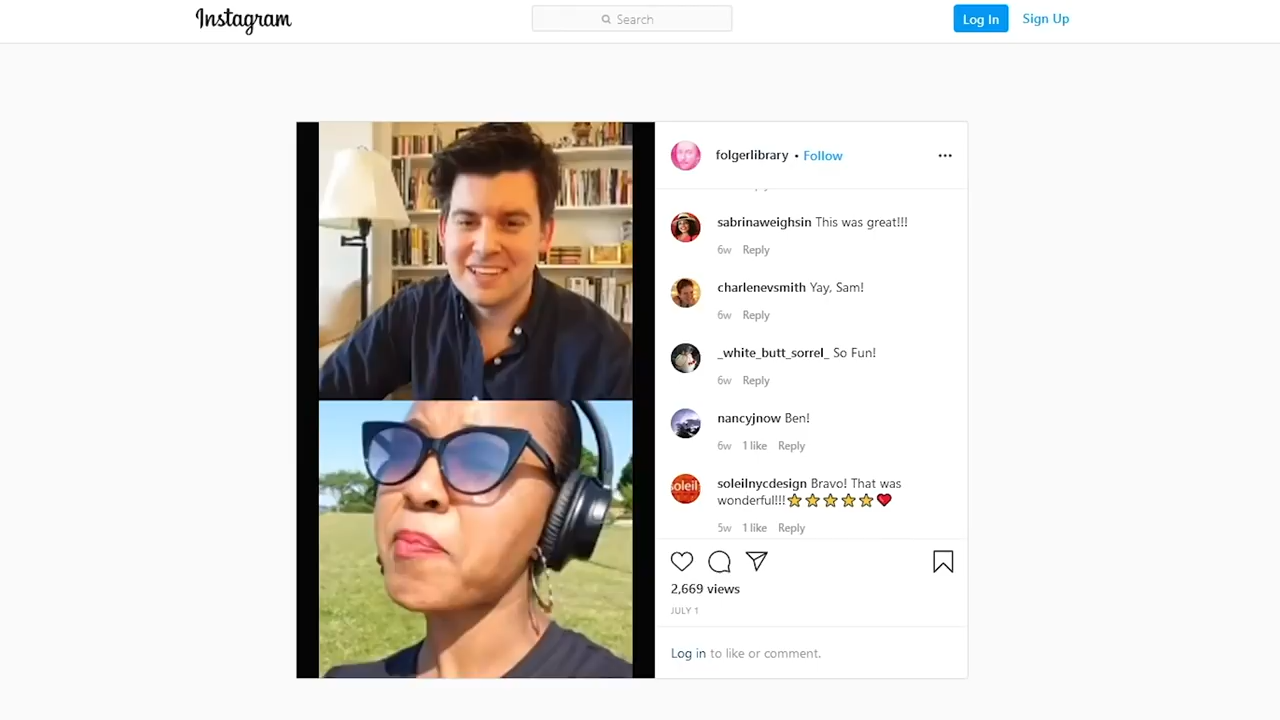 Instagram
Search
Log In
Sign Up
folgerlibrary • Follow
sabrinaweighsin This was great!!!
6w Reply
charlenevsmith Yay, Sam!
6w Reply
_white_butt_sorrel_ So Fun!
6w Reply
nancyjnow Ben!
6w 1 like Reply
soleil
soleilnycdesign Bravo! That was
wonderful!!!⭐⭐⭐⭐⭐❤️
5w 1 like Reply
2,669 views
JULY 1
Log in to like or comment.